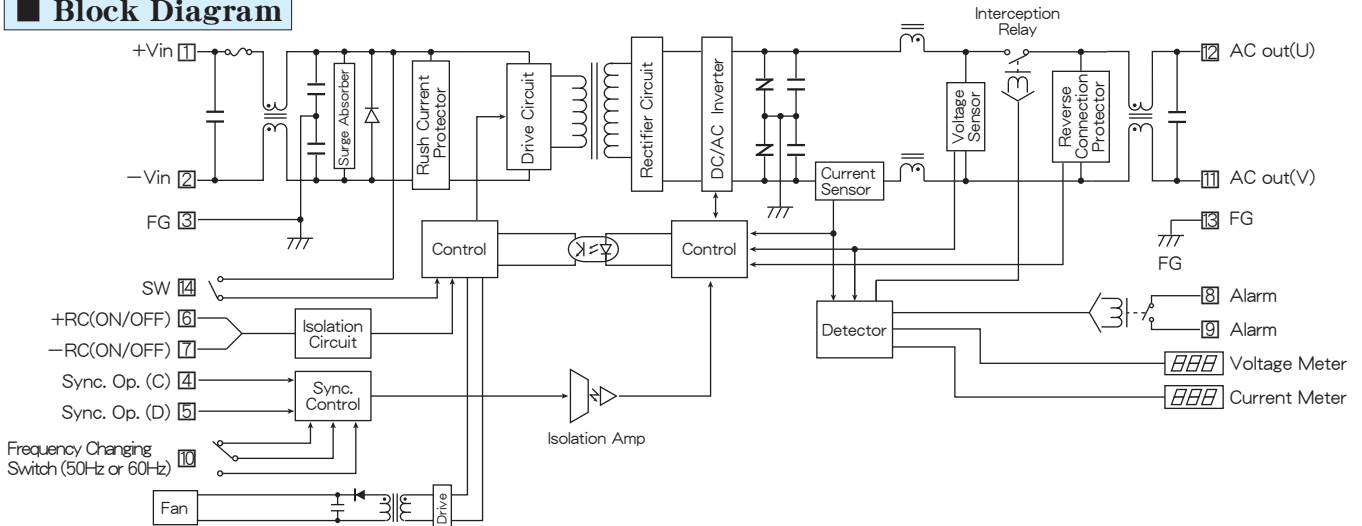 ■ Block Diagram
Interception
Relay
+Vin 1
12 AC out(U)
Surge Absorber
Rush Current
Protector
Drive Circuit
Rectifier Circuit
DC/AC Inverter
Voltage
Sensor
Reverse
Connection
Protector
Current
Sensor
−Vin 2
11 AC out(V)
FG 3
13 FG
FG
Control
Control
SW 14
8 Alarm
+RC(ON/OFF) 6
Isolation
Circuit
Detector
9 Alarm
−RC(ON/OFF) 7
888 Voltage Meter
Sync. Op. (C) 4
Sync.
Control
888 Current Meter
Sync. Op. (D) 5
Isolation Amp
Frequency Changing
Switch (50Hz or 60Hz) 10
Fan
Drive